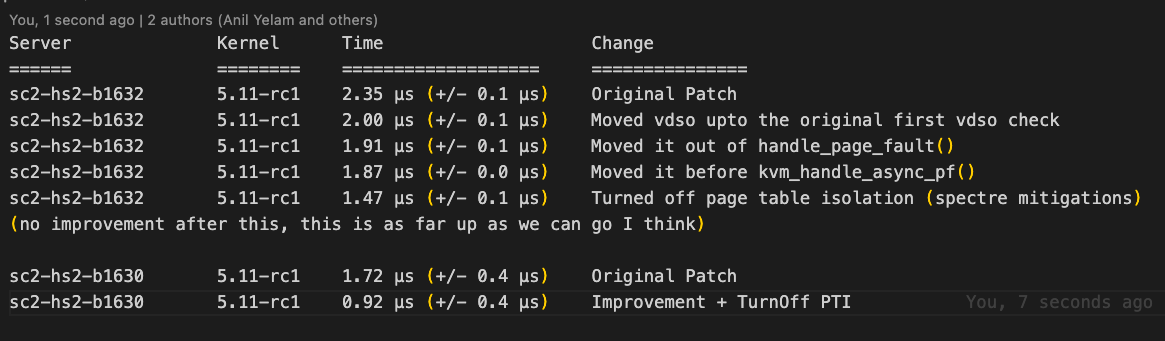 You, 1 second ago | 2 authors (Anil Yelam and others)
Server Kernel Time Change
====== ======== =================== ===============
sc2-hs2-b1632 5.11-rc1 2.35 µs (+/- 0.1 µs) Original Patch
sc2-hs2-b1632 5.11-rc1 2.00 µs (+/- 0.1 µs) Moved vdso upto the original first vdso check
sc2-hs2-b1632 5.11-rc1 1.91 µs (+/- 0.1 µs) Moved it out of handle_page_fault()
sc2-hs2-b1632 5.11-rc1 1.87 µs (+/- 0.0 µs) Moved it before kvm_handle_async_pf()
sc2-hs2-b1632 5.11-rc1 1.47 µs (+/- 0.1 µs) Turned off page table isolation (spectre mitigations)
(no improvement after this, this is as far up as we can go I think)
sc2-hs2-b1630 5.11-rc1 1.72 µs (+/- 0.4 µs) Original Patch
sc2-hs2-b1630 5.11-rc1 0.92 µs (+/- 0.4 µs) Improvement + TurnOff PTI You, 7 seconds ago